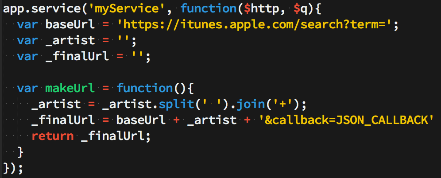 app.service('myService', function($http, $q){
  var baseUrl = 'https://itunes.apple.com/search?term=';
  var _artist = '';
  var _finalUrl = '';

  var makeUrl = function(){
    _artist = _artist.split(' ').join('+');
    _finalUrl = baseUrl + _artist + '&callback=JSON_CALLBACK'
    return _finalUrl;
  }
});